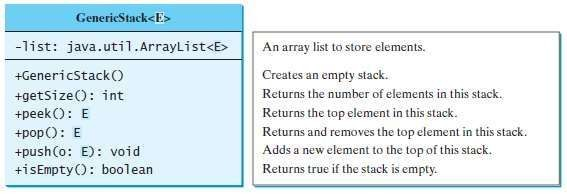 GenericStack<E>
-list: java.util.ArrayList<E> An array list to store elements.
+GenericStack() Creates an empty stack.
+getSize(): int Returns the number of elements in this stack.
+peek(): E Returns the top element in this stack.
+pop(): E Returns and removes the top element in this stack.
+push(o: E): void Adds a new element to the top of this stack.
+isEmpty(): boolean Returns true if the stack is empty.